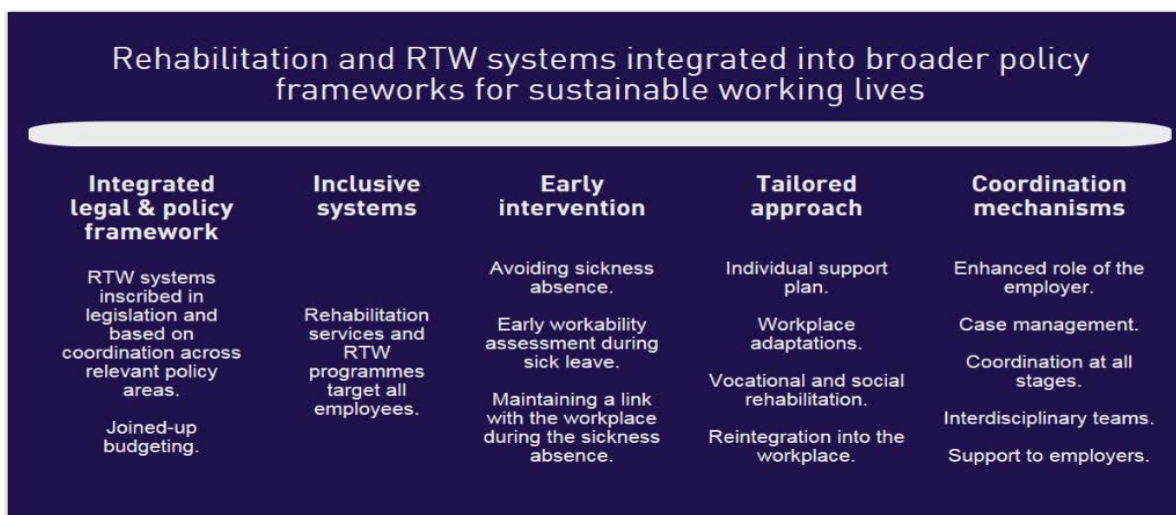 Rehabilitation and RTW systems integrated into broader policy
frameworks for sustainable working lives
Integrated
legal & policy
framework
RTW systems
inscribed in
legislation and
based on
coordination across
relevant policy
areas.
Joined-up
budgeting.
Inclusive
systems
Rehabilitation
services and
RTW
programmes
target all
employees.
Early
intervention
Avoiding sickness
absence.
Early workability
assessment during
sick leave.
Maintaining a link
with the workplace
during the sickness
absence.
Tailored
approach
Individual support
plan.
Workplace
adaptations.
Vocational and social
rehabilitation.
Reintegration into the
workplace.
Coordination
mechanisms
Enhanced role of the
employer.
Case management.
Coordination at all
stages.
Interdisciplinary teams.
Support to employers.